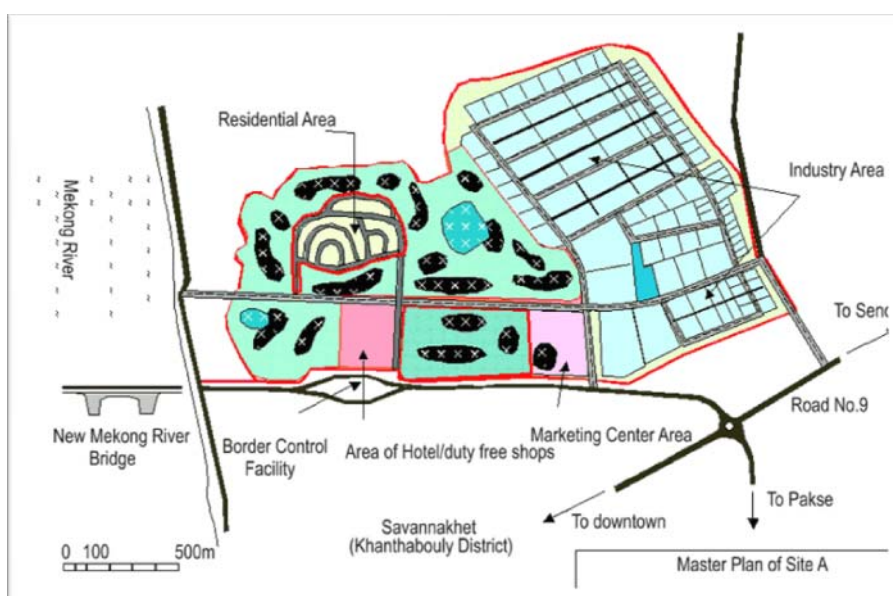 Residential Area
Industry Area
Mekong River
To Seno
Road No.9
New Mekong River
Bridge
Border Control
Facility
Area of Hotel/duty free shops
Marketing Center Area
To Pakse
To downtown
Savannakhet
(Khanthabouly District)
0 100 500m
Master Plan of Site A